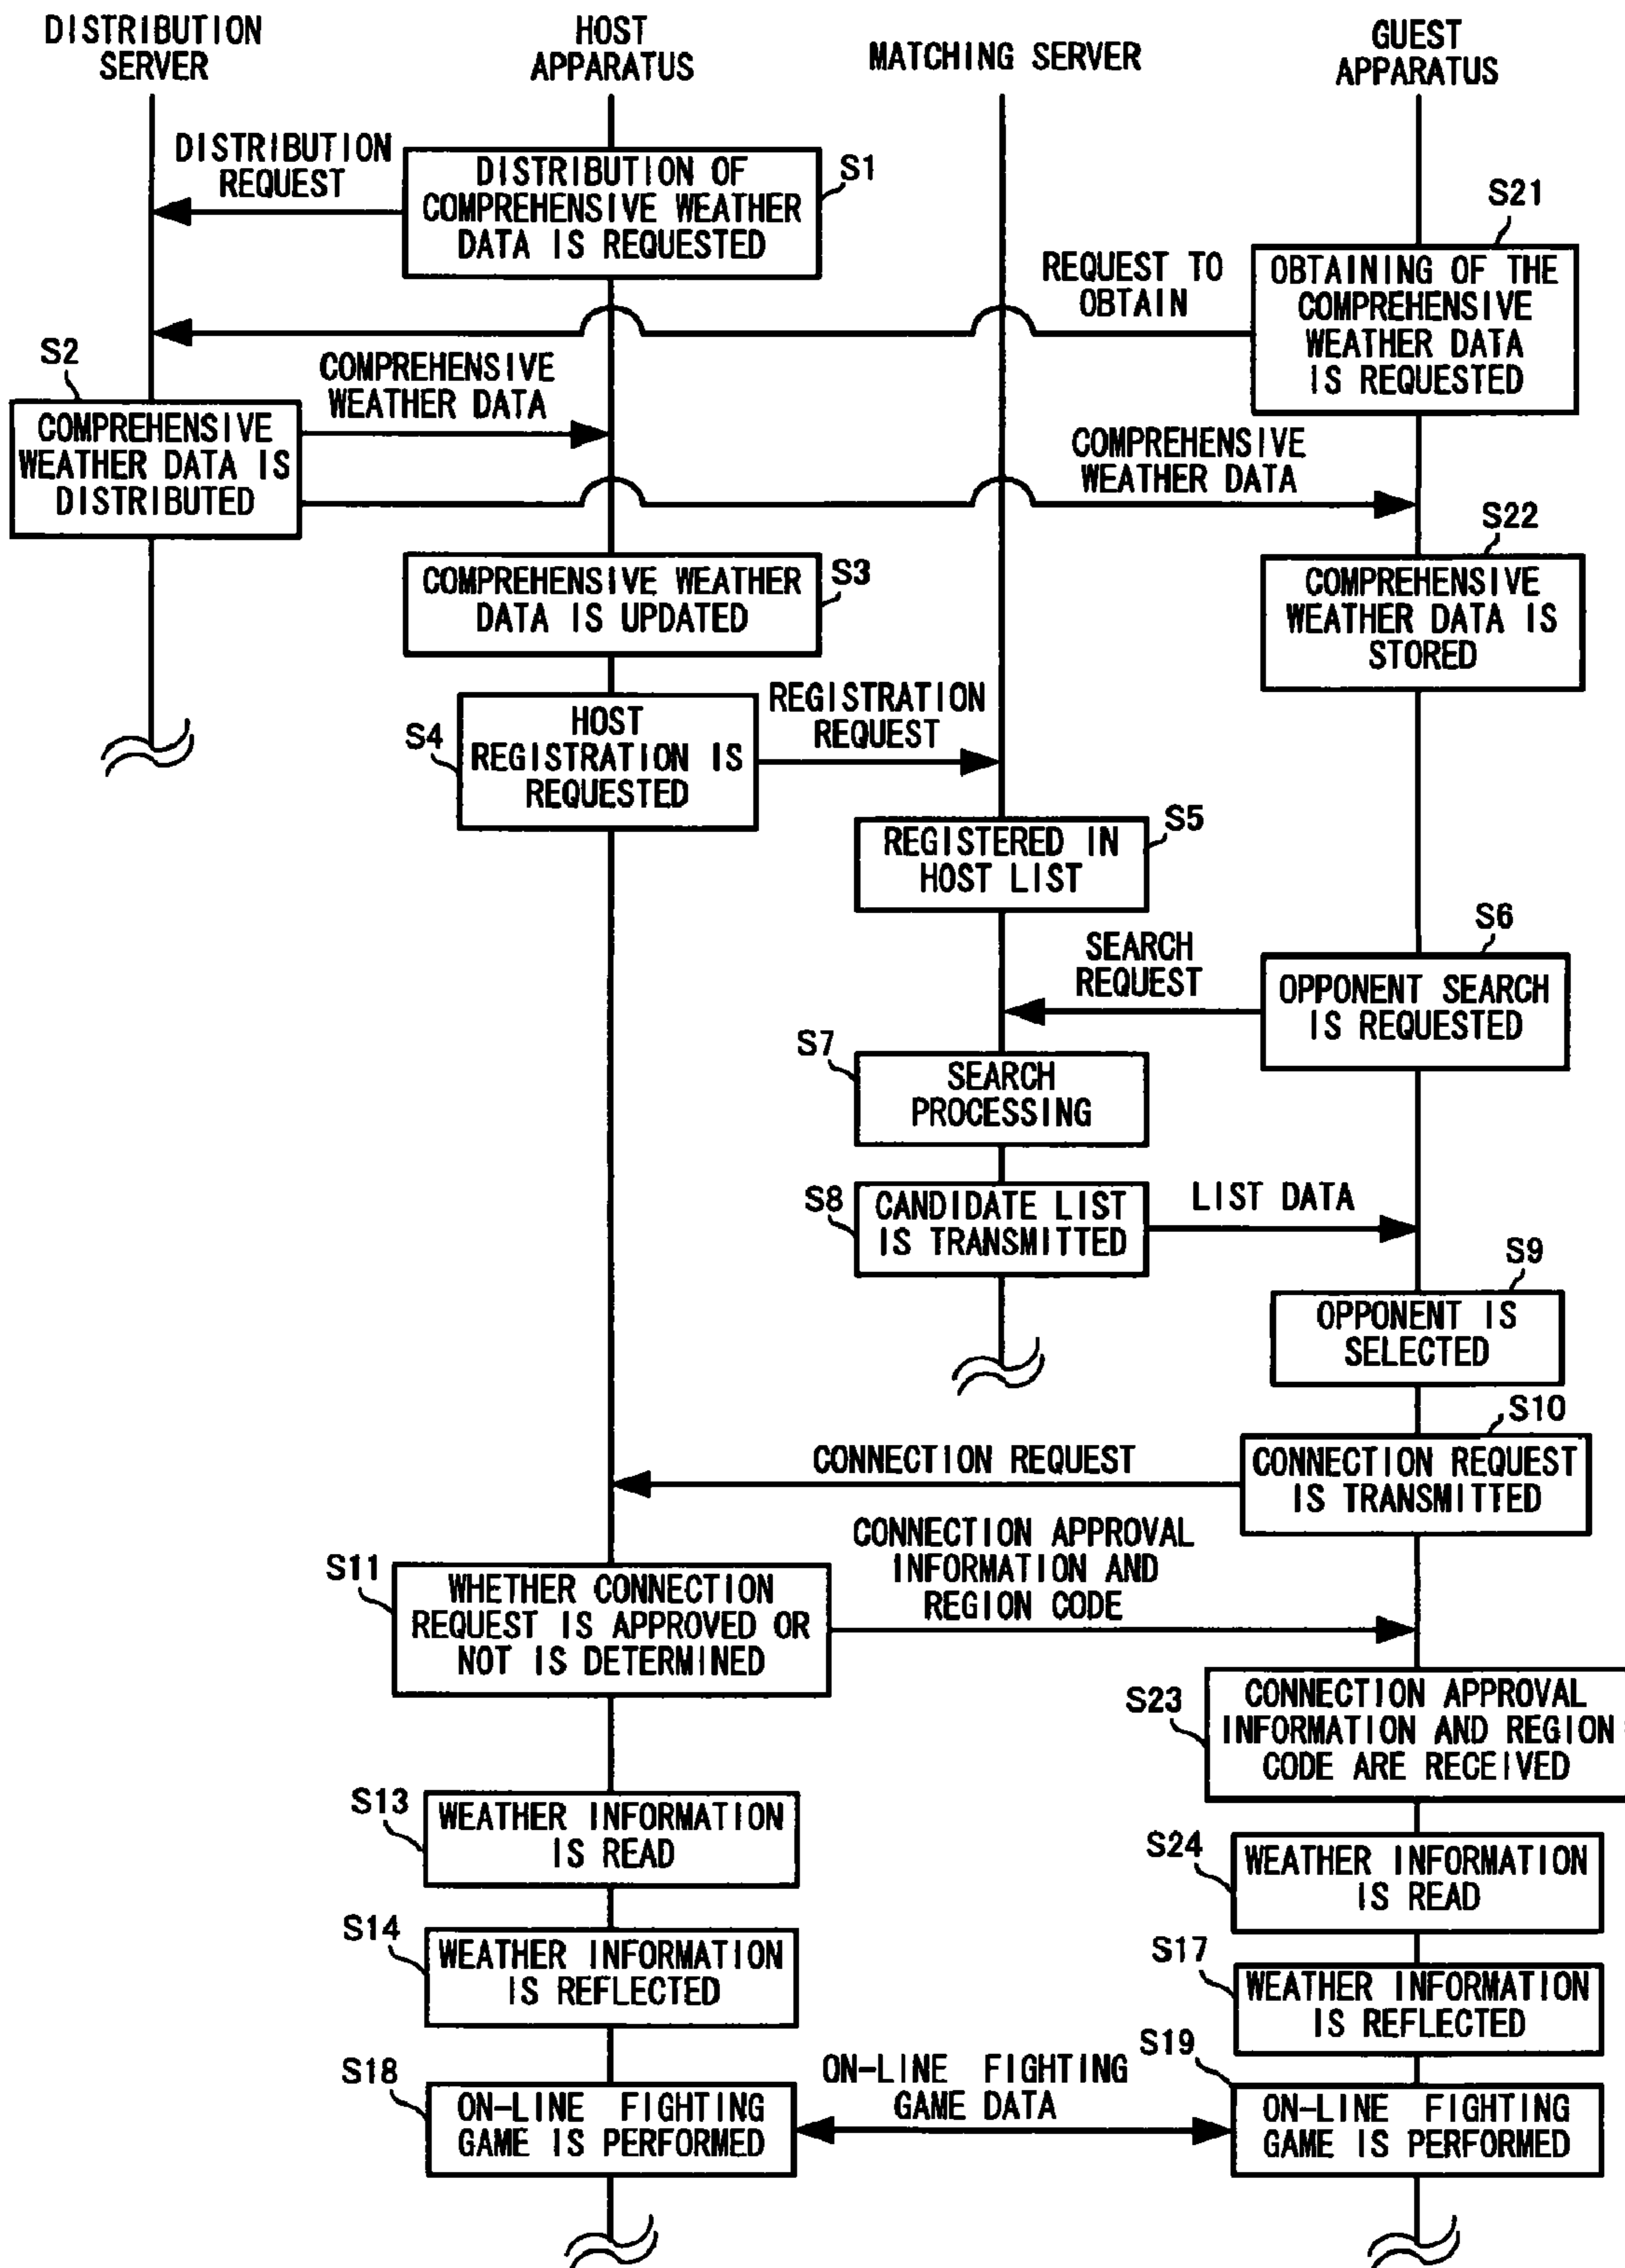 DISTRIBUTION
SERVER
HOST
APPARATUS
MATCHING SERVER
GUEST
APPARATUS
DISTRIBUTION
REQUEST
DISTRIBUTION OF
COMPREHENSIVE WEATHER
DATA IS REQUESTED
S1
S21
REQUEST TO
OBTAIN
OBTAINING OF THE
COMPREHENSIVE
WEATHER DATA
IS REQUESTED
S2
COMPREHENSIVE
WEATHER DATA IS
DISTRIBUTED
COMPREHENSIVE
WEATHER DATA
COMPREHENSIVE
WEATHER DATA
S22
COMPREHENSIVE
WEATHER DATA IS
STORED
COMPREHENSIVE WEATHER
DATA IS UPDATED
S3
S4
HOST
REGISTRATION IS
REQUESTED
REGISTRATION
REQUEST
REGISTERED IN
HOST LIST
S5
S6
SEARCH
REQUEST
OPPONENT SEARCH
IS REQUESTED
S7
SEARCH
PROCESSING
S8
CANDIDATE LIST
IS TRANSMITTED
LIST DATA
S9
OPPONENT IS
SELECTED
S10
CONNECTION REQUEST
CONNECTION REQUEST
IS TRANSMITTED
S11
WHETHER CONNECTION
REQUEST IS APPROVED OR
NOT IS DETERMINED
CONNECTION APPROVAL
INFORMATION AND
REGION CODE
S23
CONNECTION APPROVAL
INFORMATION AND REGION
CODE ARE RECEIVED
S13
WEATHER INFORMATION
IS READ
S24
WEATHER INFORMATION
IS READ
S14
WEATHER INFORMATION
IS REFLECTED
S17
WEATHER INFORMATION
IS REFLECTED
S18
ON-LINE FIGHTING
GAME IS PERFORMED
ON-LINE FIGHTING
GAME DATA
S19
ON-LINE FIGHTING
GAME IS PERFORMED